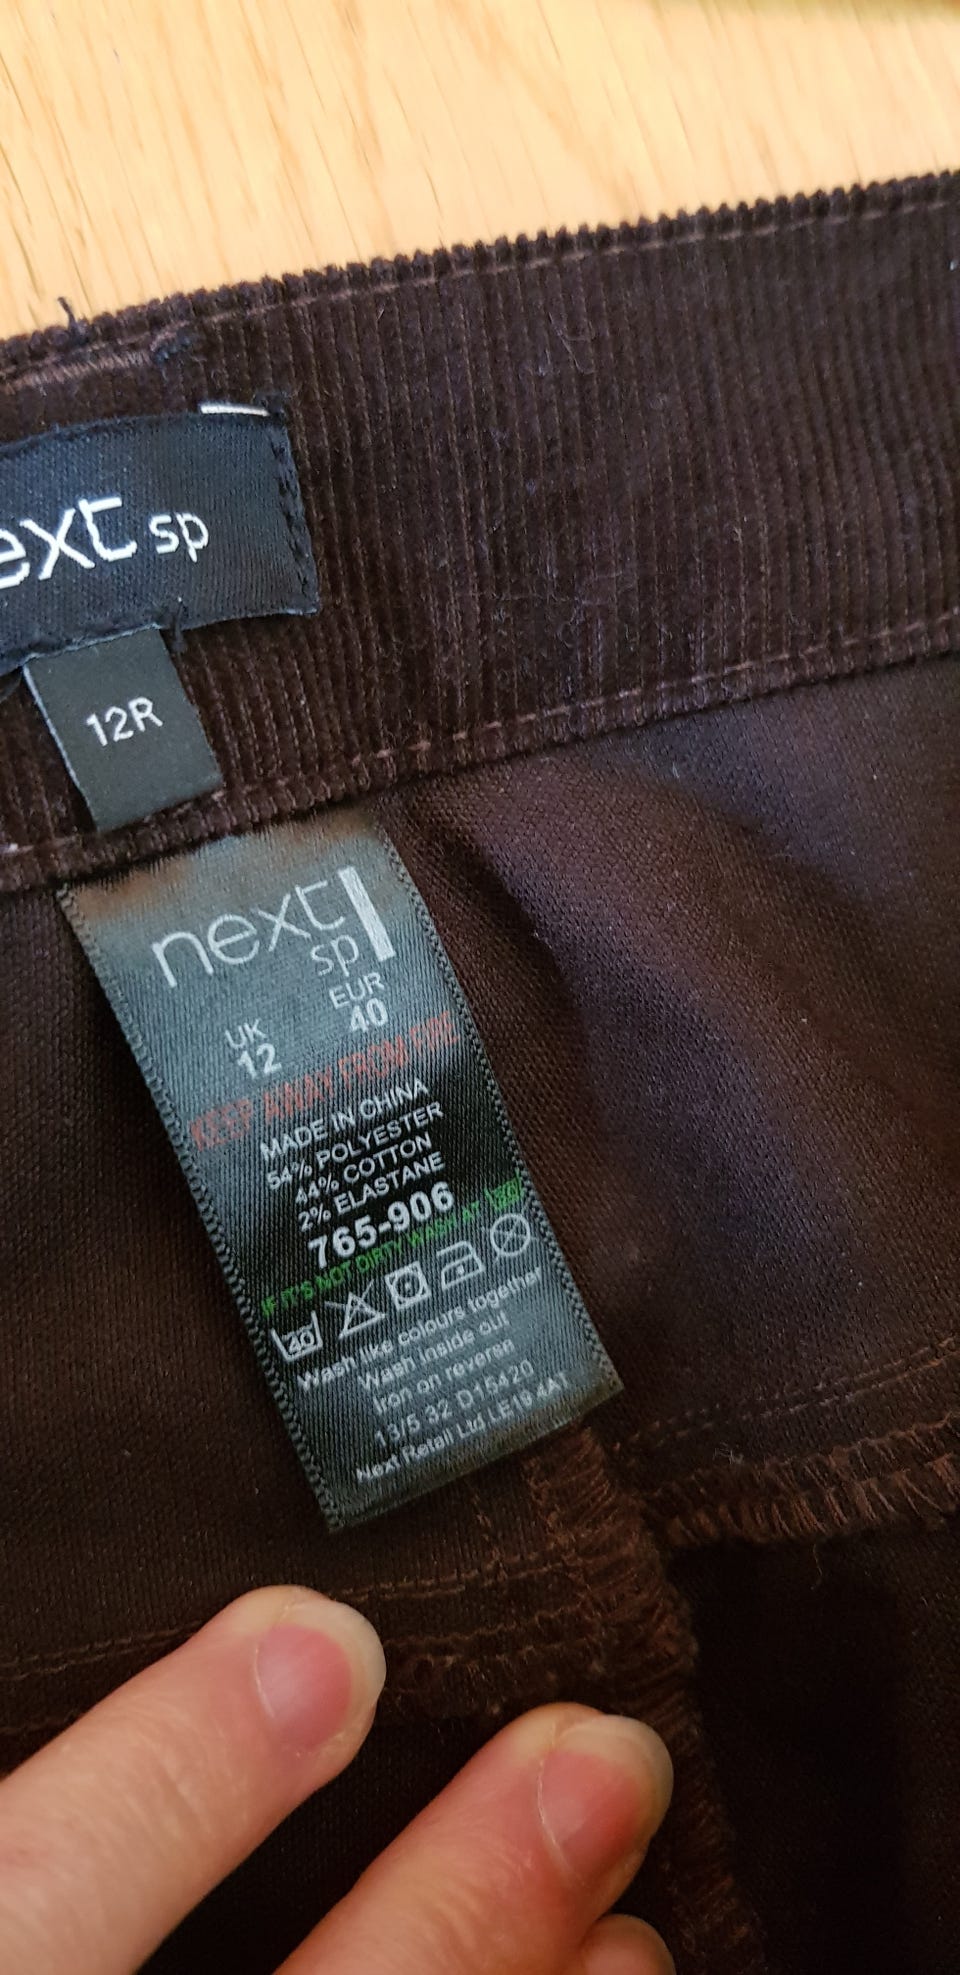 ext sp
12R
next
sp
UK EUR
12 40
KEEP AWAY FROM FIRE
MADE IN CHINA
54% POLYESTER
44% COTTON
2% ELASTANE
765-906
IF IT'S NOT DIRTY WASH AT 30
40
Wash like colours together
Wash inside out
Iron on reverse
13/5 32 D15420
Next Retail Ltd LE19 4AT